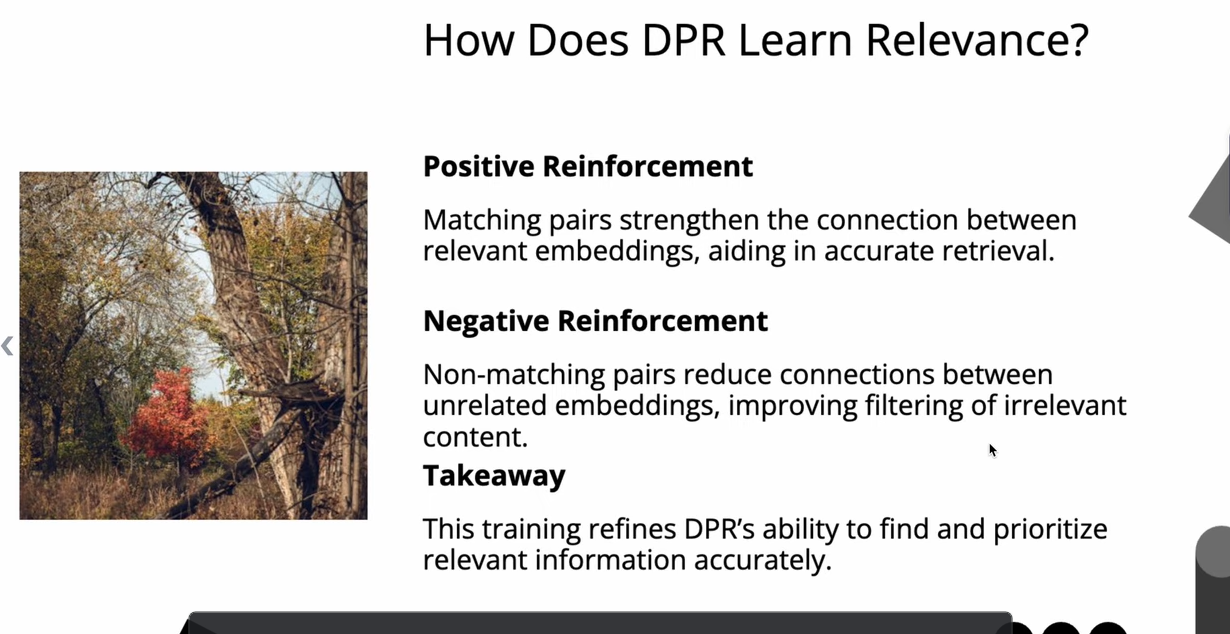 How Does DPR Learn Relevance?
Positive Reinforcement
Matching pairs strengthen the connection between
relevant embeddings, aiding in accurate retrieval.
Negative Reinforcement
Non-matching pairs reduce connections between
unrelated embeddings, improving filtering of irrelevant
content.
Takeaway
This training refines DPR’s ability to find and prioritize
relevant information accurately.